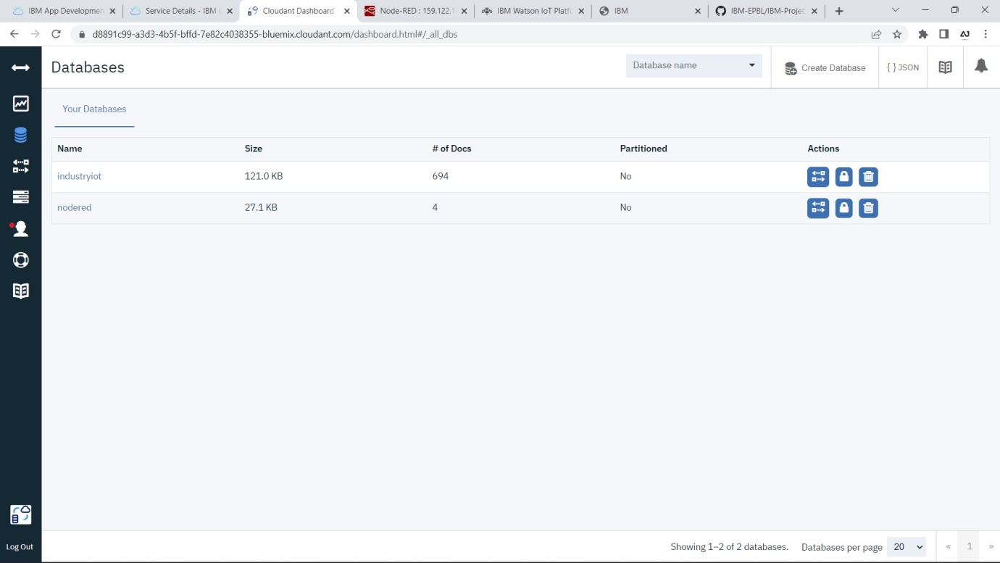 IBM App Developmen
Service Details - IBM
Cloudant Dashboard
Node-RED : 159.122.1
IBM Watson IoT Platfo
IBM
IBM-EPBL/IBM-Projec
d8891c99-a3d3-4b5f-bffd-7e82c4038355-bluemix.cloudant.com/dashboard.html#/_all_dbs
Databases
Database name
Create Database
{ } JSON
Your Databases
Name Size # of Docs Partitioned Actions
industryiot 121.0 KB 694 No
nodered 27.1 KB 4 No
Log Out
Showing 1–2 of 2 databases. Databases per page 20 « 1 »